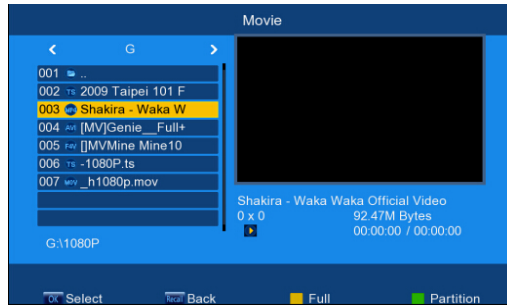 Movie
< G >
001 ..
002 TS 2009 Taipei 101 F
003 Shakira - Waka W
004 AVI [MV]Genie__Full+
005 F4V []MVMine Mine10
006 TS -1080P.ts
007 MOV _h1080p.mov
Shakira - Waka Waka Official Video
0 x 0 92.47M Bytes
00:00:00 / 00:00:00
G:\1080P
OK Select Recall Back Full Partition